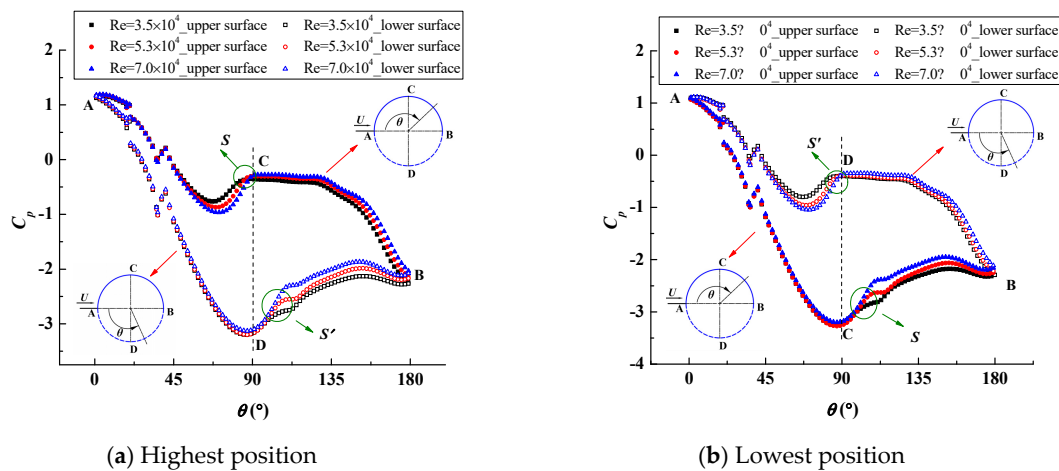 Re=3.5×10⁴_upper surface Re=3.5×10⁴_lower surface
Re=5.3×10⁴_upper surface Re=5.3×10⁴_lower surface
Re=7.0×10⁴_upper surface Re=7.0×10⁴_lower surface
2
1
0
-1
-2
-3
C_p
A
S
C
B
D
S′
C
U
θ
A
B
D
C
U
A
B
θ
D
0
45
90
135
180
θ (°)
(a) Highest position
Re=3.5? 0⁴_upper surface Re=3.5? 0⁴_lower surface
Re=5.3? 0⁴_upper surface Re=5.3? 0⁴_lower surface
Re=7.0? 0⁴_upper surface Re=7.0? 0⁴_lower surface
2
1
0
-1
-2
-3
-4
C_p
A
S′
D
B
C
S
C
U
A
B
θ
D
C
U
θ
A
B
D
0
45
90
135
180
θ (°)
(b) Lowest position